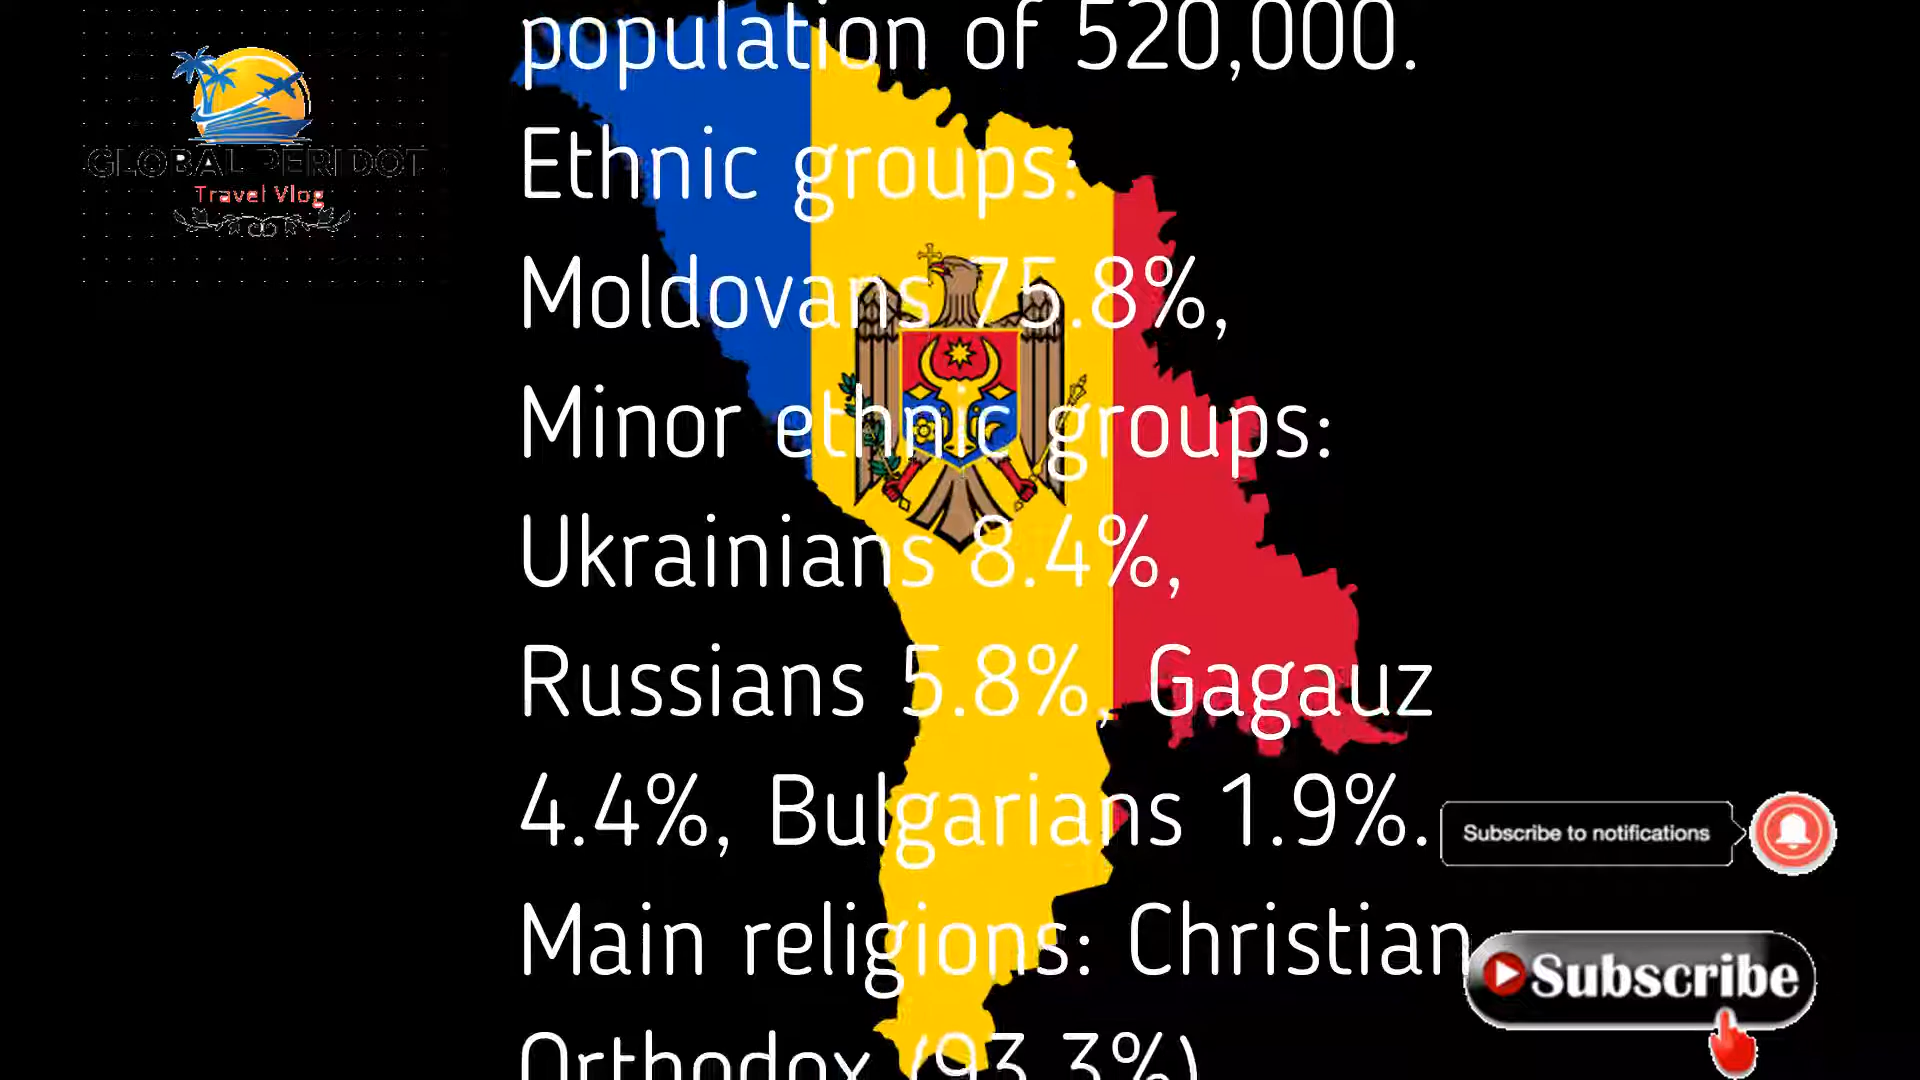 population of 520,000.
GLOBAL PERIDOT
Travel Vlog
Ethnic groups:
Moldovans 75.8%,
Minor ethnic groups:
Ukrainians 8.4%,
Russians 5.8%, Gagauz
4.4%, Bulgarians 1.9%.
Subscribe to notifications
Main religions: Christian
Subscribe
Orthodox (93.3%)